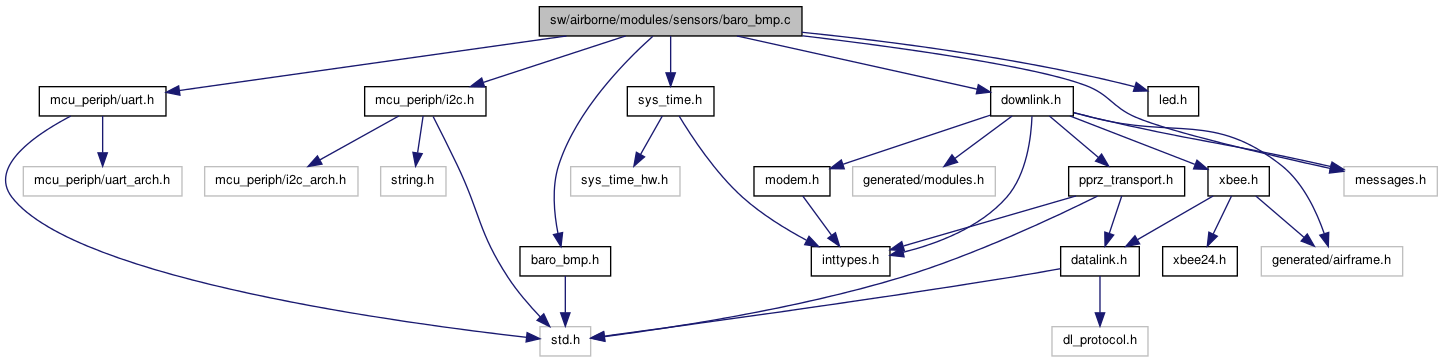 sw/airborne/modules/sensors/baro_bmp.c
mcu_periph/uart.h
mcu_periph/i2c.h
sys_time.h
downlink.h
led.h
mcu_periph/uart_arch.h
mcu_periph/i2c_arch.h
string.h
sys_time_hw.h
modem.h
generated/modules.h
pprz_transport.h
xbee.h
messages.h
baro_bmp.h
inttypes.h
datalink.h
xbee24.h
generated/airframe.h
std.h
dl_protocol.h